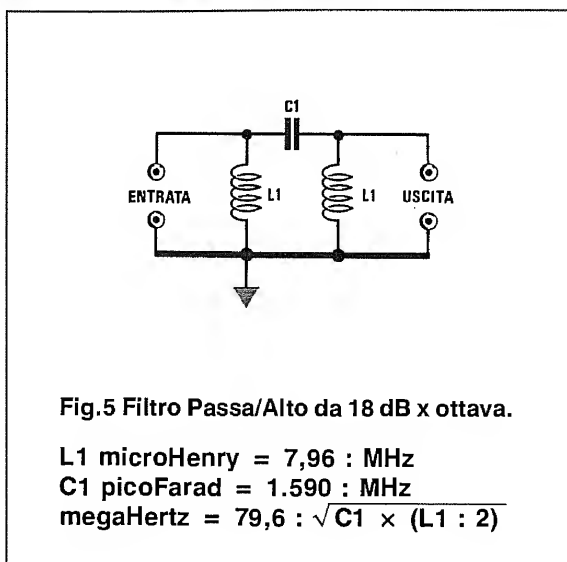 C1
ENTRATA
L1
L1
USCITA
Fig.5 Filtro Passa/Alto da 18 dB x ottava.
L1 microHenry = 7,96 : MHz
C1 picoFarad = 1.590 : MHz
megaHertz = 79,6 : √C1 × (L1 : 2)